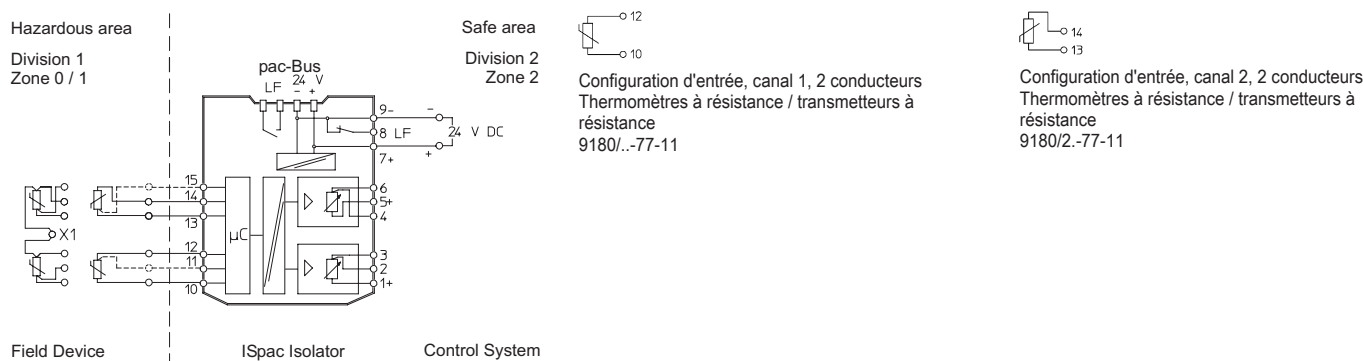 Hazardous area
Safe area
Division 1
Zone 0 / 1
Division 2
Zone 2
pac-Bus
LF 24 V
- +
9-
-
8 LF
24 V DC
7+
+
15
14
13
12
11
10
X1
µC
6
5+
4
3
2
1+
Field Device
ISpac Isolator
Control System
12
10
Configuration d'entrée, canal 1, 2 conducteurs
Thermomètres à résistance / transmetteurs à
résistance
9180/..-77-11
14
13
Configuration d'entrée, canal 2, 2 conducteurs
Thermomètres à résistance / transmetteurs à
résistance
9180/2.-77-11